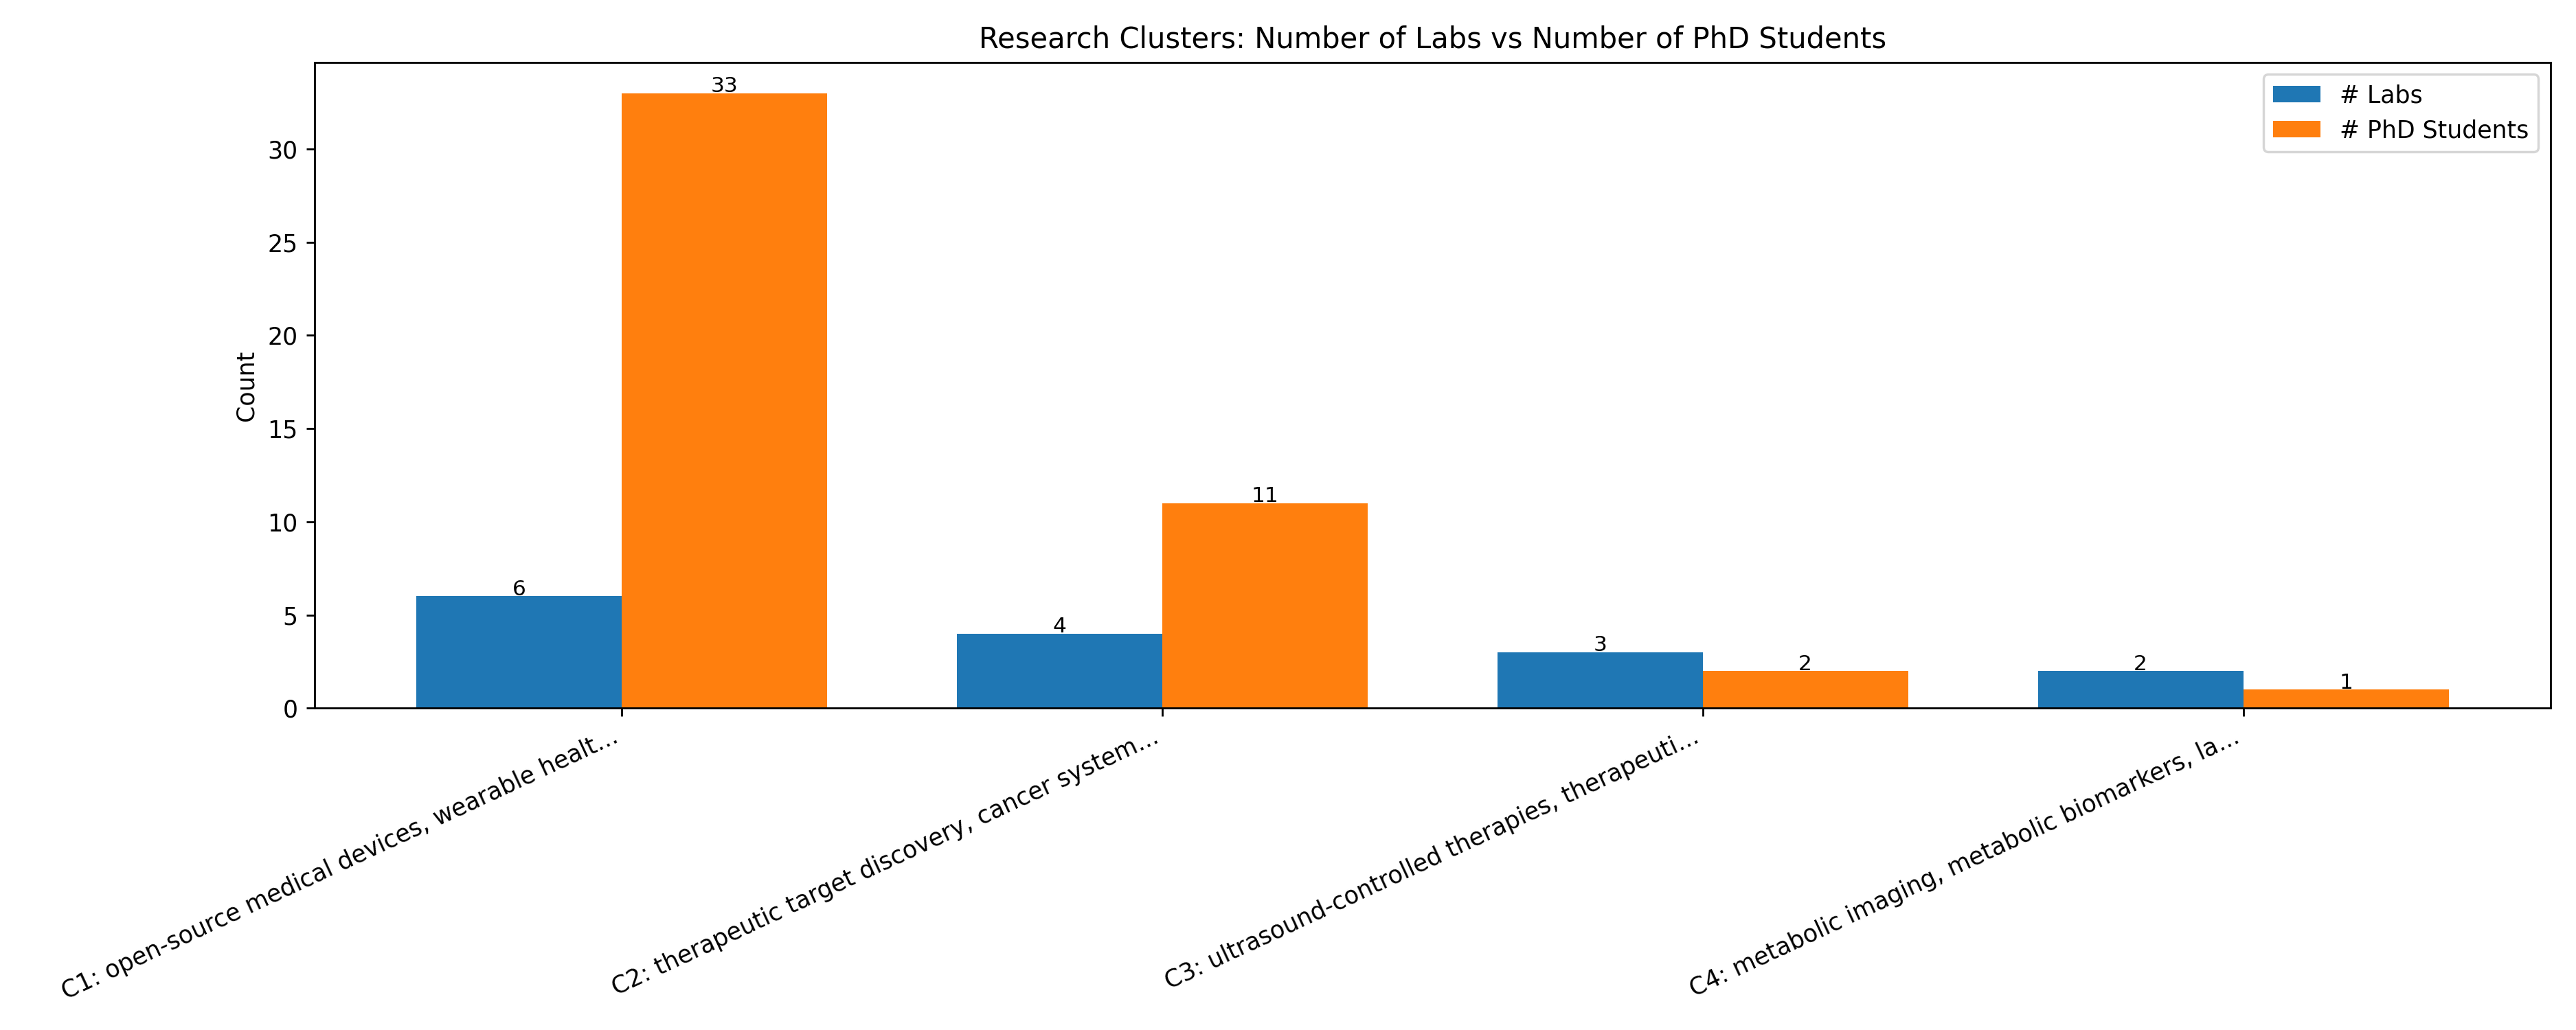 Research Clusters: Number of Labs vs Number of PhD Students
# Labs
# PhD Students
Count
30
25
20
15
10
5
0
6
33
4
11
3
2
2
1
C1: open-source medical devices, wearable healt...
C2: therapeutic target discovery, cancer system...
C3: ultrasound-controlled therapies, therapeuti...
C4: metabolic imaging, metabolic biomarkers, la...